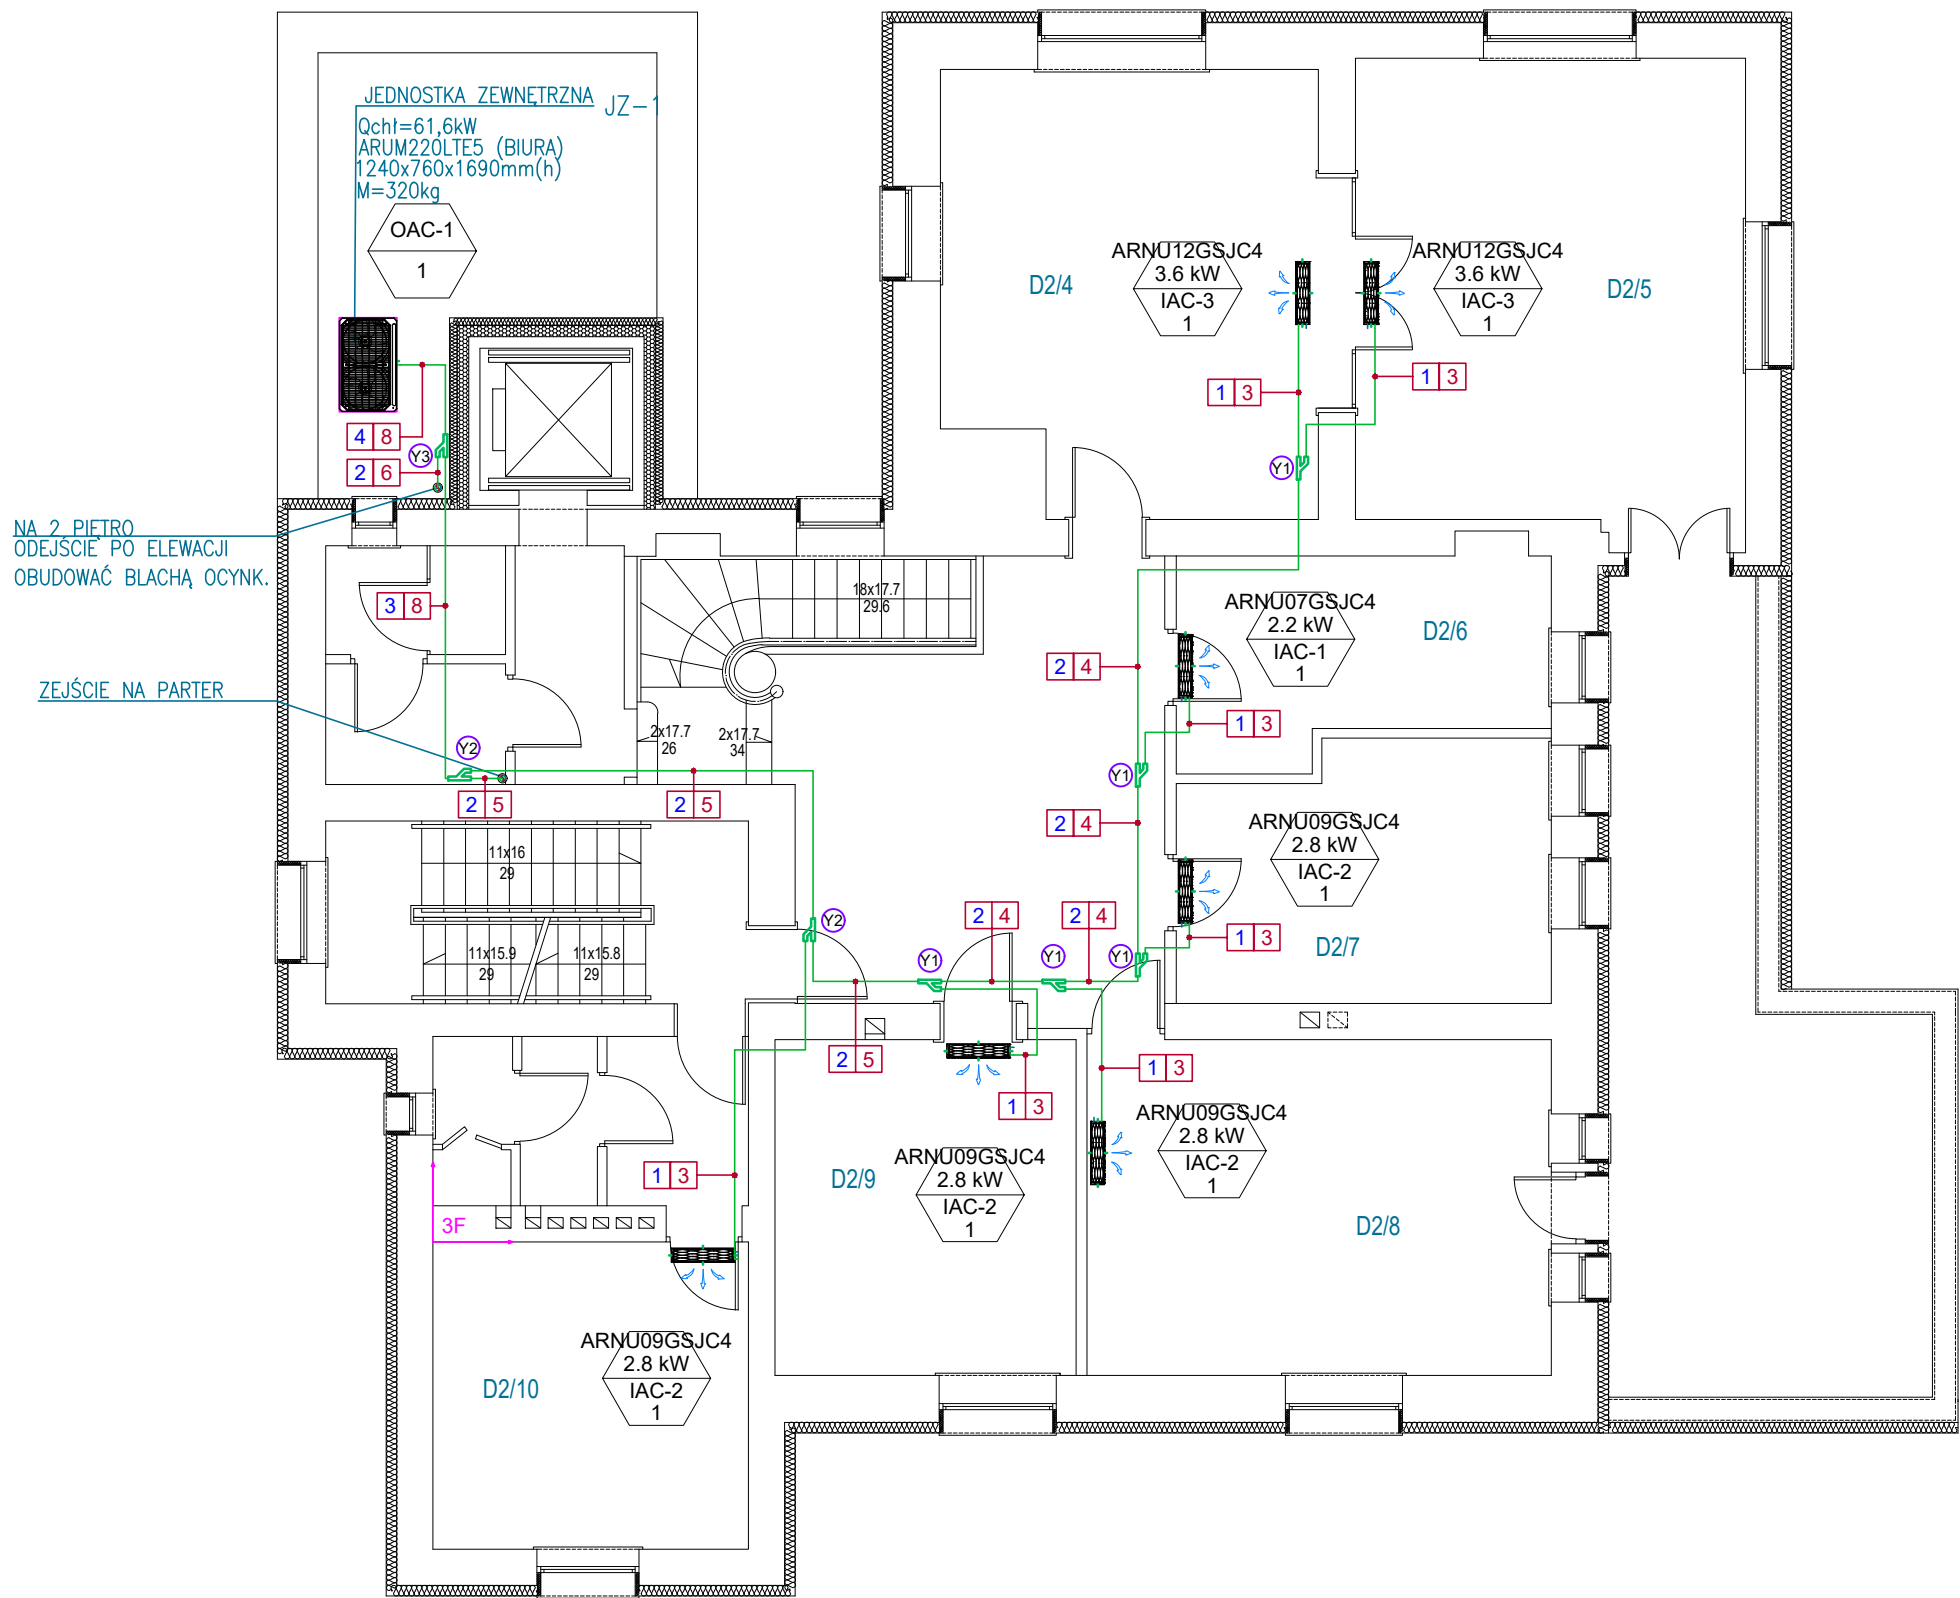 JEDNOSTKA ZEWNĘTRZNA JZ-1
Qchł=61,6kW
ARUM220LTE5 (BIURA)
1240x760x1690mm(h)
M=320kg
OAC-1
1
4 8
Y3
2 6
NA 2 PIĘTRO
ODEJŚCIE PO ELEWACJI
OBUDOWAĆ BLACHĄ OCYNK.
3 8
ZEJŚCIE NA PARTER
Y2
2 5
2 5
D2/4
ARNU12GSJC4
3.6 kW
IAC-3
1
ARNU12GSJC4
3.6 kW
IAC-3
1
D2/5
1 3
1 3
Y1
18x17.7
29.6
2x17.7
26
2x17.7
34
ARNU07GSJC4
2.2 kW
IAC-1
1
D2/6
2 4
1 3
Y1
2 4
ARNU09GSJC4
2.8 kW
IAC-2
1
D2/7
1 3
11x16
29
11x15.9
29
11x15.8
29
Y2
2 4
2 4
Y1
Y1
Y1
2 5
1 3
1 3
1 3
ARNU09GSJC4
2.8 kW
IAC-2
1
D2/8
D2/9
ARNU09GSJC4
2.8 kW
IAC-2
1
3F
D2/10
ARNU09GSJC4
2.8 kW
IAC-2
1